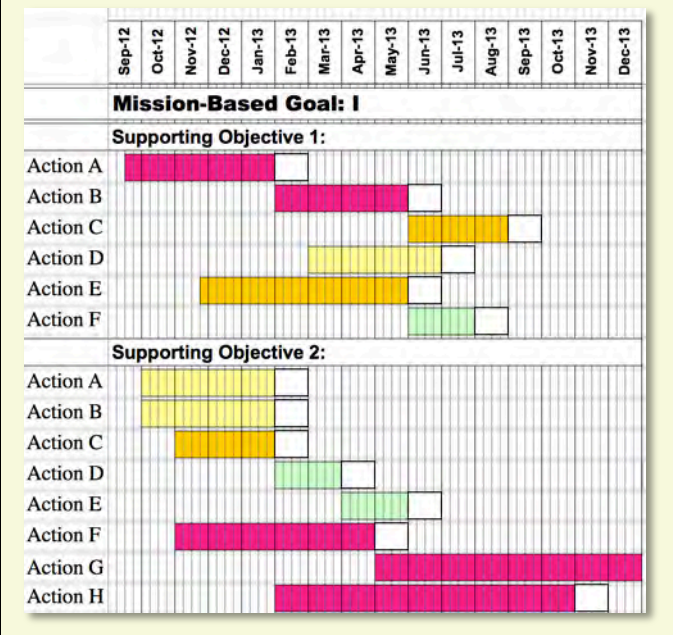 Sep-12 Oct-12 Nov-12 Dec-12 Jan-13 Feb-13 Mar-13 Apr-13 May-13 Jun-13 Jul-13 Aug-13 Sep-13 Oct-13 Nov-13 Dec-13
Mission-Based Goal: I
Supporting Objective 1:
Action A
Action B
Action C
Action D
Action E
Action F
Supporting Objective 2:
Action A
Action B
Action C
Action D
Action E
Action F
Action G
Action H